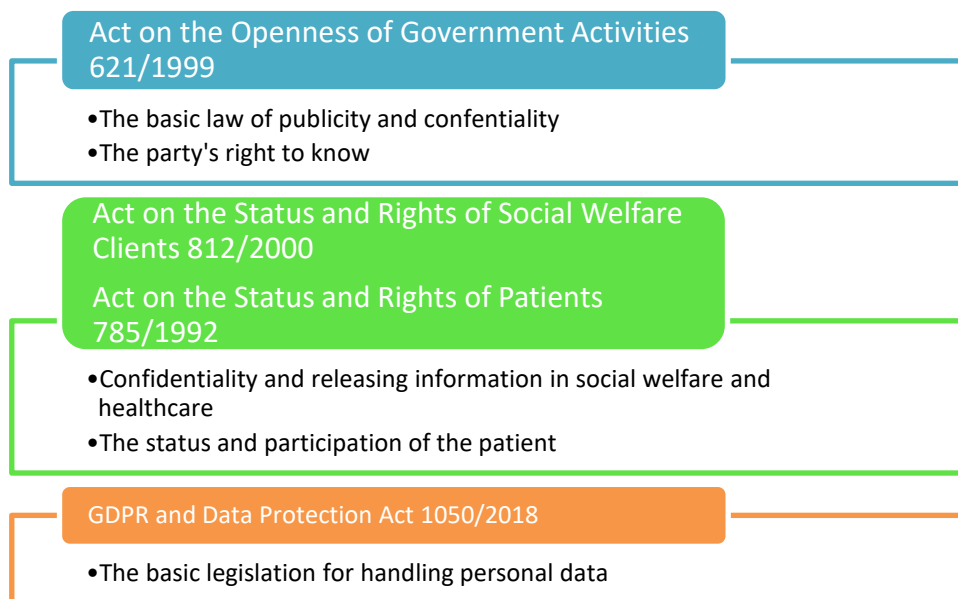 Act on the Openness of Government Activities
621/1999
•The basic law of publicity and confentiality
•The party's right to know
Act on the Status and Rights of Social Welfare
Clients 812/2000
Act on the Status and Rights of Patients
785/1992
•Confidentiality and releasing information in social welfare and
healthcare
•The status and participation of the patient
GDPR and Data Protection Act 1050/2018
•The basic legislation for handling personal data